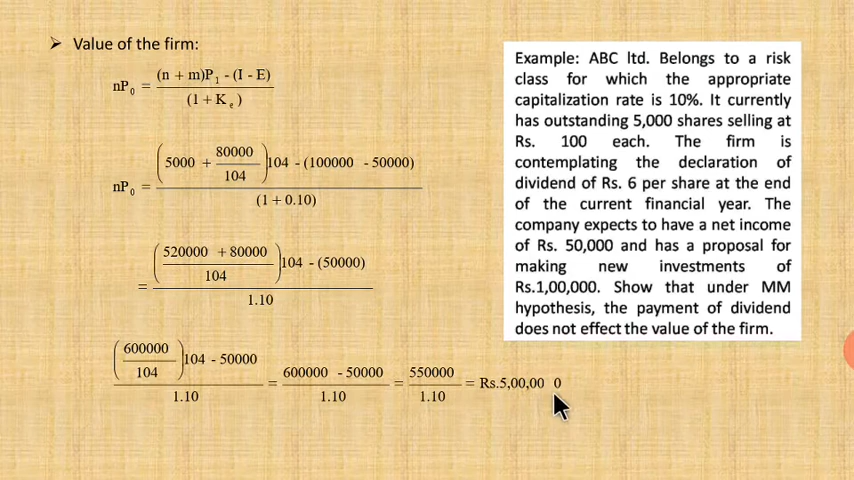 ➢ Value of the firm:
nP₀ = (n + m)P₁ - (I - E) / (1 + Kₑ)
nP₀ = (5000 + 80000/104)104 - (100000 - 50000) / (1 + 0.10)
= (520000 + 80000 / 104)104 - (50000) / 1.10
(600000/104)104 - 50000 / 1.10 = 600000 - 50000 / 1.10 = 550000 / 1.10 = Rs.5,00,00 0
Example: ABC ltd. Belongs to a risk
class for which the appropriate
capitalization rate is 10%. It currently
has outstanding 5,000 shares selling at
Rs. 100 each. The firm is
contemplating the declaration of
dividend of Rs. 6 per share at the end
of the current financial year. The
company expects to have a net income
of Rs. 50,000 and has a proposal for
making new investments of
Rs.1,00,000. Show that under MM
hypothesis, the payment of dividend
does not effect the value of the firm.